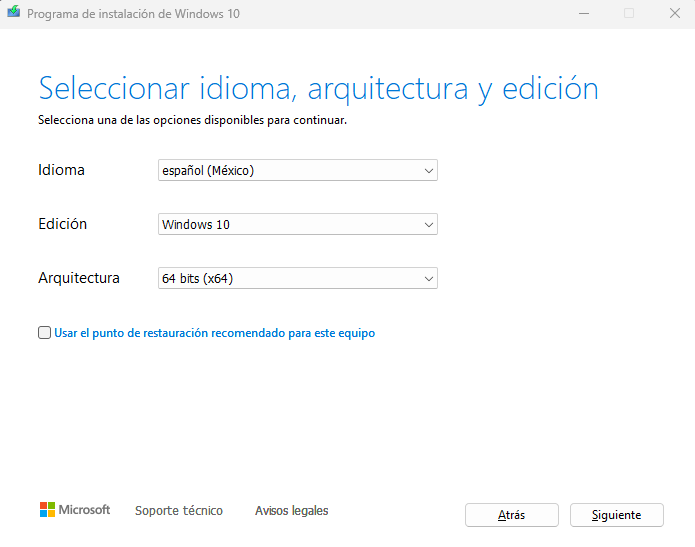 Programa de instalación de Windows 10
Seleccionar idioma, arquitectura y edición
Selecciona una de las opciones disponibles para continuar.
Idioma español (México)
Edición Windows 10
Arquitectura 64 bits (x64)
Usar el punto de restauración recomendado para este equipo
Microsoft Soporte técnico Avisos legales Atrás Siguiente